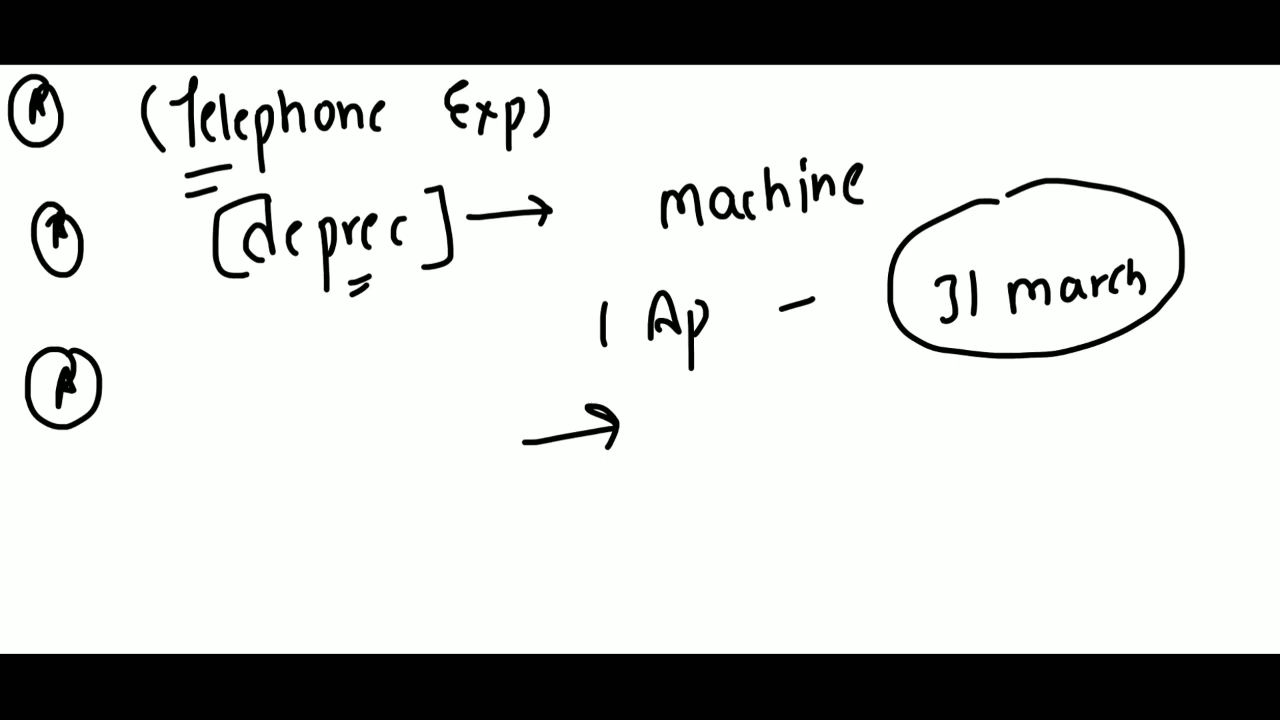 (Telephone Exp)
[deprec] → machine
1 Ap - 31 march
→